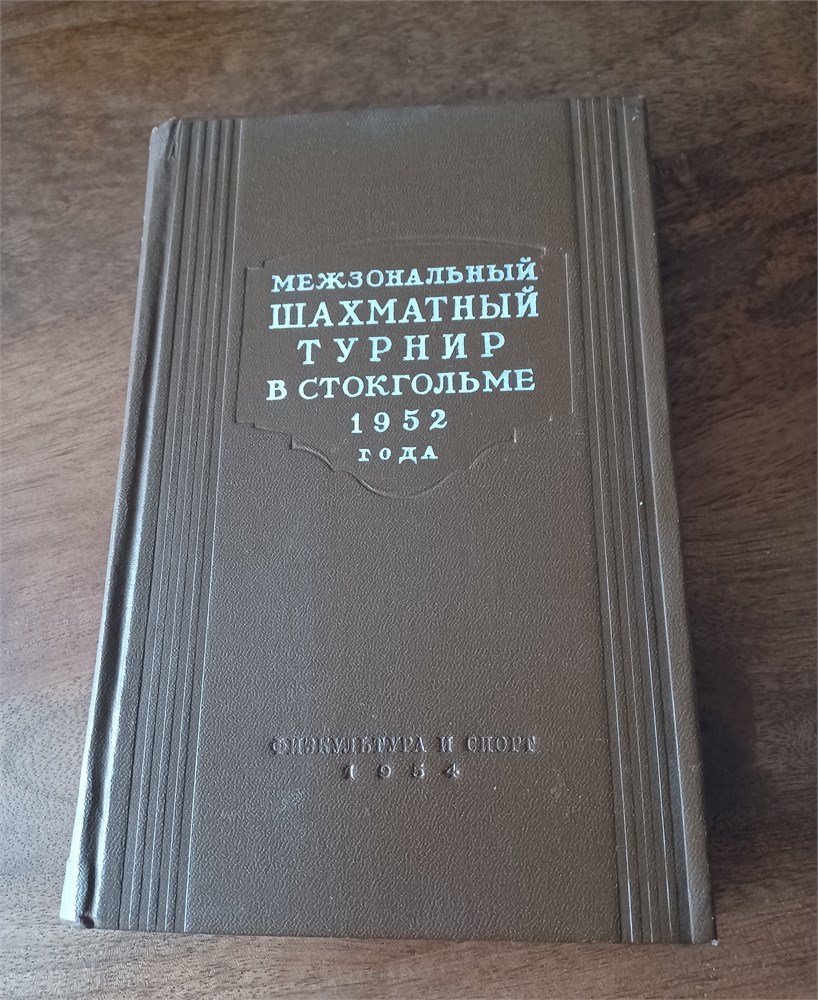 МЕЖЗОНАЛЬНЫЙ
ШАХМАТНЫЙ
ТУРНИР
В СТОКГОЛЬМЕ
1952
ГОДА
ФИЗКУЛЬТУРА И СПОРТ
1954